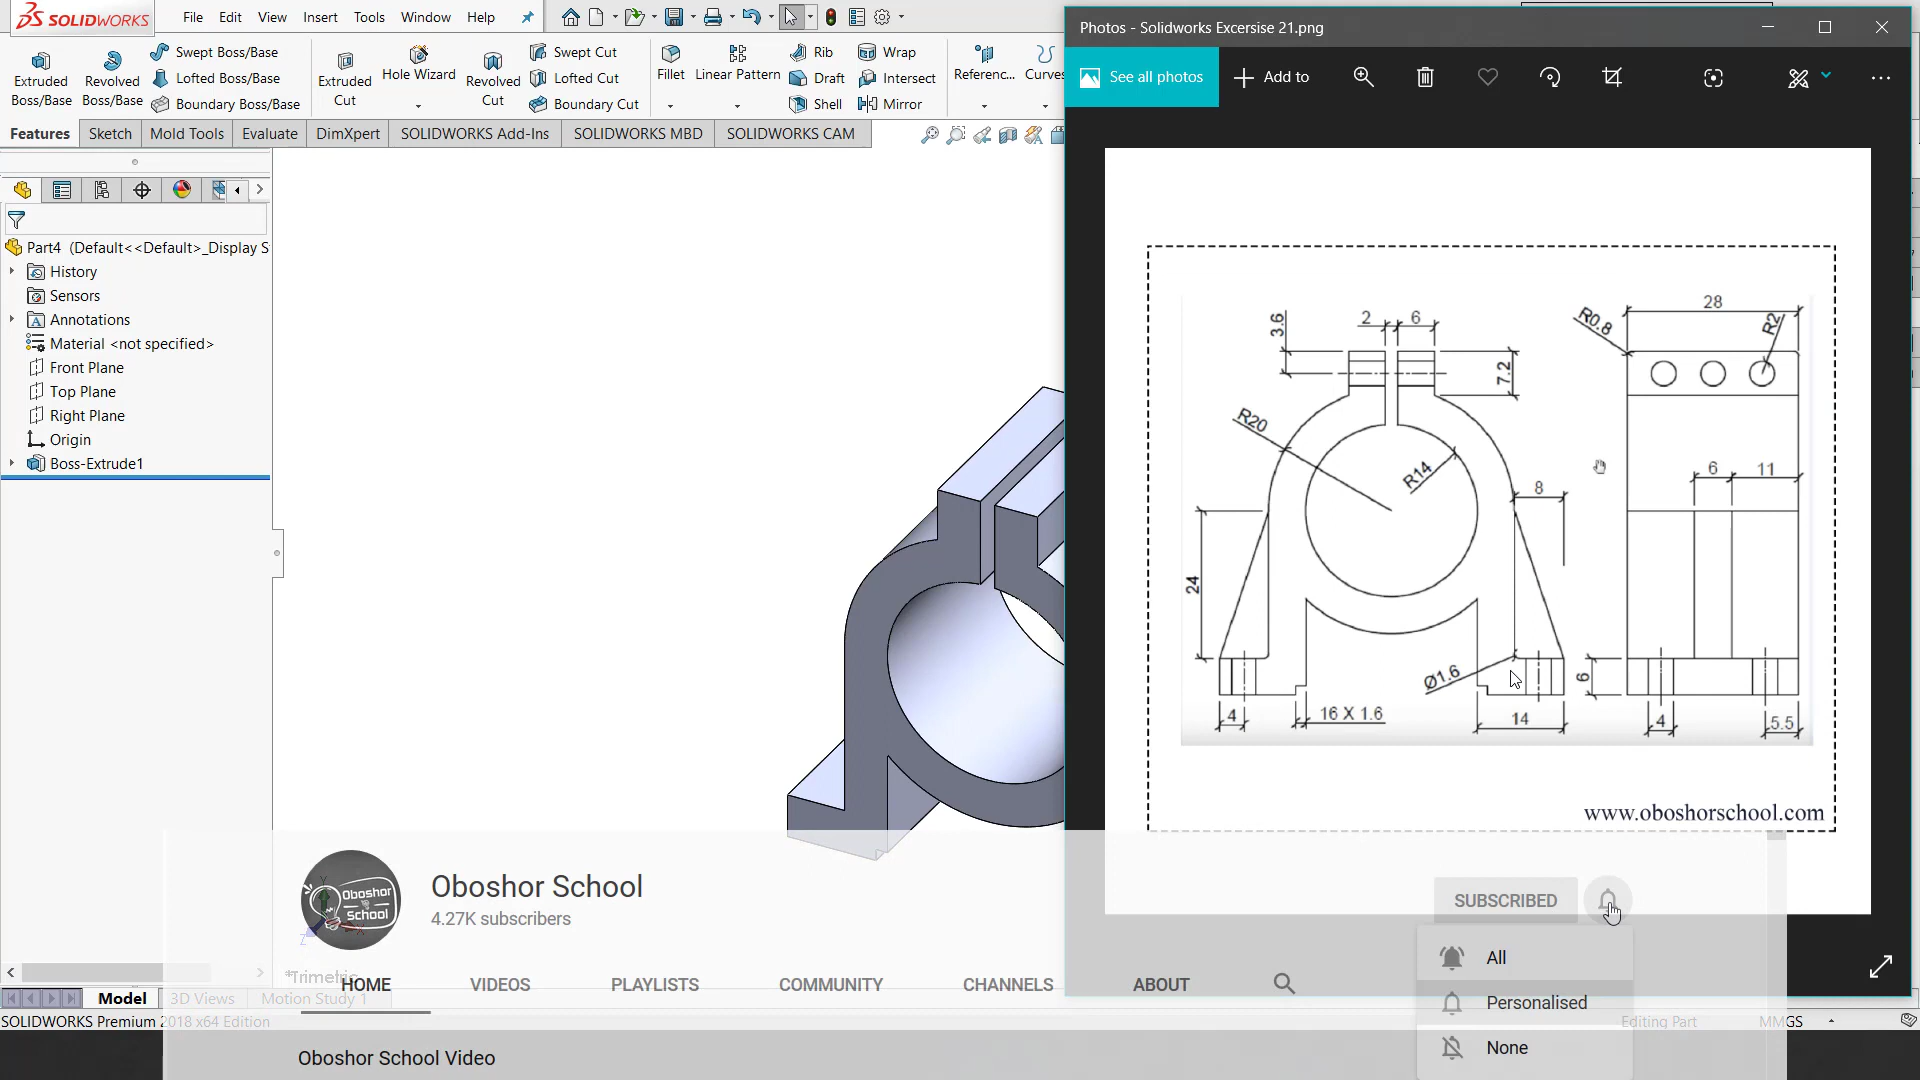 SOLIDWORKS
File Edit View Insert Tools Window Help
Extruded Boss/Base
Revolved Boss/Base
Swept Boss/Base
Lofted Boss/Base
Boundary Boss/Base
Extruded Cut
Hole Wizard
Revolved Cut
Swept Cut
Lofted Cut
Boundary Cut
Fillet
Linear Pattern
Rib
Draft
Shell
Wrap
Intersect
Mirror
Referenc...
Curves
Features Sketch Mold Tools Evaluate DimXpert SOLIDWORKS Add-Ins SOLIDWORKS MBD SOLIDWORKS CAM
Part4 (Default<<Default>_Display S
History
Sensors
Annotations
Material <not specified>
Front Plane
Top Plane
Right Plane
Origin
Boss-Extrude1
Photos - Solidworks Excersise 21.png
See all photos
Add to
3.6
2
6
7.2
R20
R14
8
24
Ø1.6
4
16 X 1.6
14
28
R0.8
R2
6
11
6
4
5.5
www.oboshorschool.com
Oboshor School
Oboshor School
4.27K subscribers
SUBSCRIBED
All
Personalised
None
*Trimetric
HOME VIDEOS PLAYLISTS COMMUNITY CHANNELS ABOUT
Model 3D Views Motion Study 1
SOLIDWORKS Premium 2018 x64 Edition
Editing Part
MMGS
Oboshor School Video